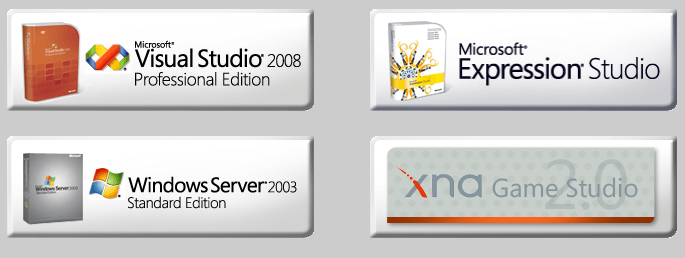 Microsoft®
Visual Studio® 2008
Professional Edition
Microsoft®
Expression® Studio
Windows Server® 2003
Standard Edition
xna Game Studio
2.0